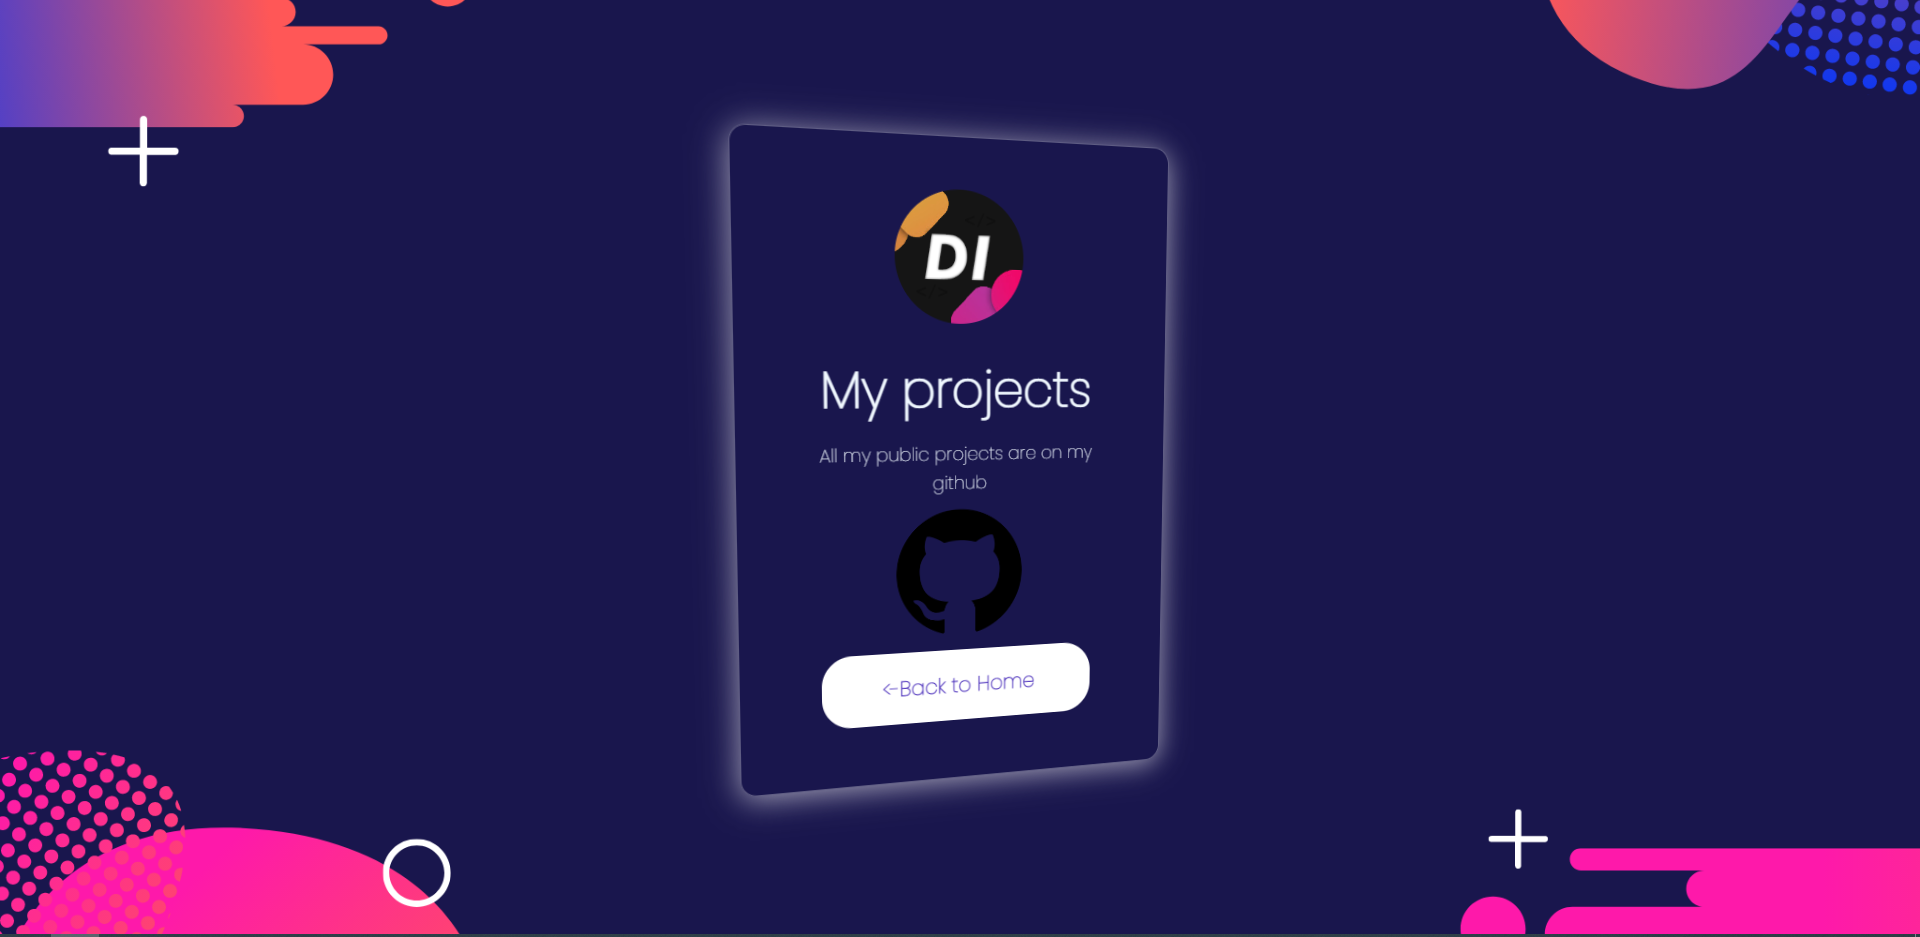 </>
DI
</>
My projects
All my public projects are on my
github
<-Back to Home